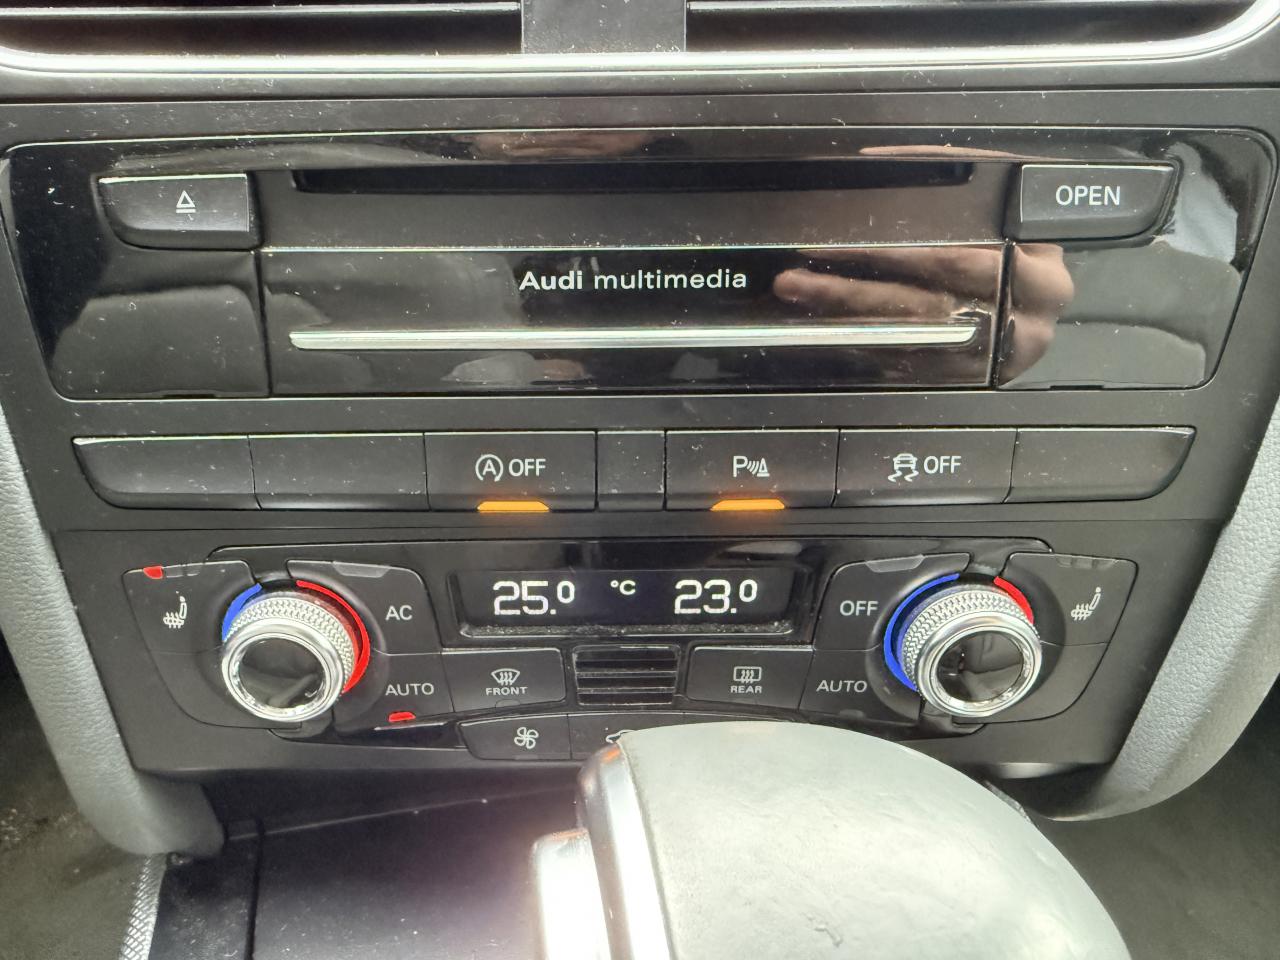 OPEN
Audi multimedia
A OFF
P
OFF
25.0 °C 23.0
AC
OFF
AUTO
FRONT
REAR
AUTO